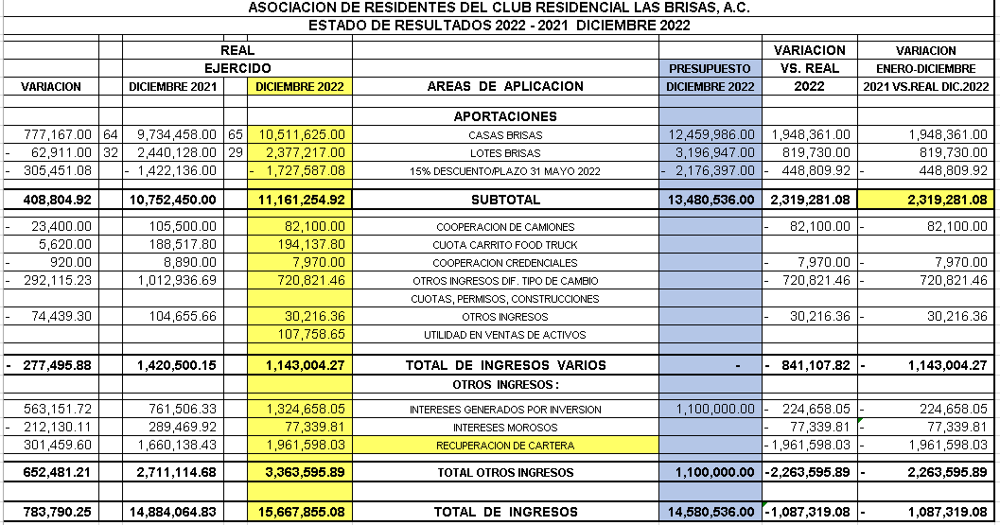 ASOCIACION DE RESIDENTES DEL CLUB RESIDENCIAL LAS BRISAS, A.C.
ESTADO DE RESULTADOS 2022 - 2021 DICIEMBRE 2022
REAL VARIACION VARIACION
EJERCIDO PRESUPUESTO VS. REAL ENERO-DICIEMBRE
VARIACION DICIEMBRE 2021 DICIEMBRE 2022 AREAS DE APLICACION DICIEMBRE 2022 2022 2021 VS.REAL DIC.2022
APORTACIONES
777,167.00 64 9,734,458.00 65 10,511,625.00 CASAS BRISAS 12,459,986.00 1,948,361.00 1,948,361.00
- 62,911.00 32 2,440,128.00 29 2,377,217.00 LOTES BRISAS 3,196,947.00 819,730.00 819,730.00
- 305,451.08 - 1,422,136.00 - 1,727,587.08 15% DESCUENTO/PLAZO 31 MAYO 2022 - 2,176,397.00 - 448,809.92 - 448,809.92
408,804.92 10,752,450.00 11,161,254.92 SUBTOTAL 13,480,536.00 2,319,281.08 2,319,281.08
- 23,400.00 105,500.00 82,100.00 COOPERACION DE CAMIONES - 82,100.00 - 82,100.00
5,620.00 188,517.80 194,137.80 CUOTA CARRITO FOOD TRUCK
- 920.00 8,890.00 7,970.00 COOPERACION CREDENCIALES - 7,970.00 - 7,970.00
- 292,115.23 1,012,936.69 720,821.46 OTROS INGRESOS DIF. TIPO DE CAMBIO - 720,821.46 - 720,821.46
CUOTAS, PERMISOS, CONSTRUCCIONES
- 74,439.30 104,655.66 30,216.36 OTROS INGRESOS - 30,216.36 - 30,216.36
107,758.65 UTILIDAD EN VENTAS DE ACTIVOS
- 277,495.88 1,420,500.15 1,143,004.27 TOTAL DE INGRESOS VARIOS - - 841,107.82 - 1,143,004.27
OTROS INGRESOS :
563,151.72 761,506.33 1,324,658.05 INTERESES GENERADOS POR INVERSION 1,100,000.00 - 224,658.05 - 224,658.05
- 212,130.11 289,469.92 77,339.81 INTERESES MOROSOS - 77,339.81 - 77,339.81
301,459.60 1,660,138.43 1,961,598.03 RECUPERACION DE CARTERA - 1,961,598.03 - 1,961,598.03
652,481.21 2,711,114.68 3,363,595.89 TOTAL OTROS INGRESOS 1,100,000.00 -2,263,595.89 - 2,263,595.89
783,790.25 14,884,064.83 15,667,855.08 TOTAL DE INGRESOS 14,580,536.00 -1,087,319.08 - 1,087,319.08